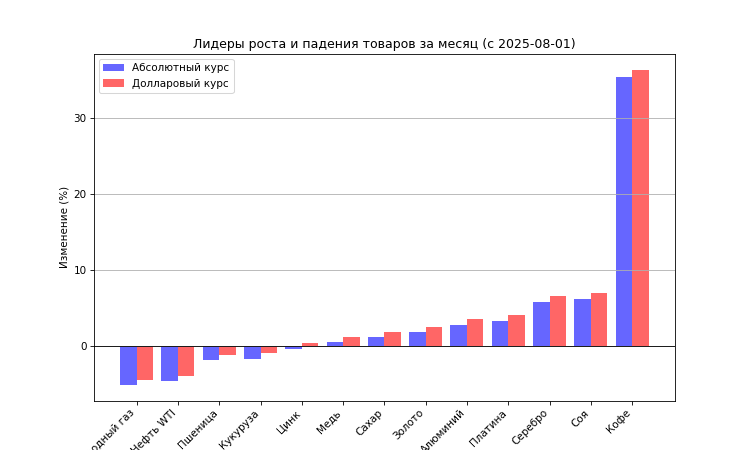 Лидеры роста и падения товаров за месяц (с 2025-08-01)
Абсолютный курс
Долларовый курс
Изменение (%)
30
20
10
0
газ
Нефть WTI
Пшеница
Кукуруза
Цинк
Медь
Сахар
Золото
Алюминий
Платина
Серебро
Соя
Кофе